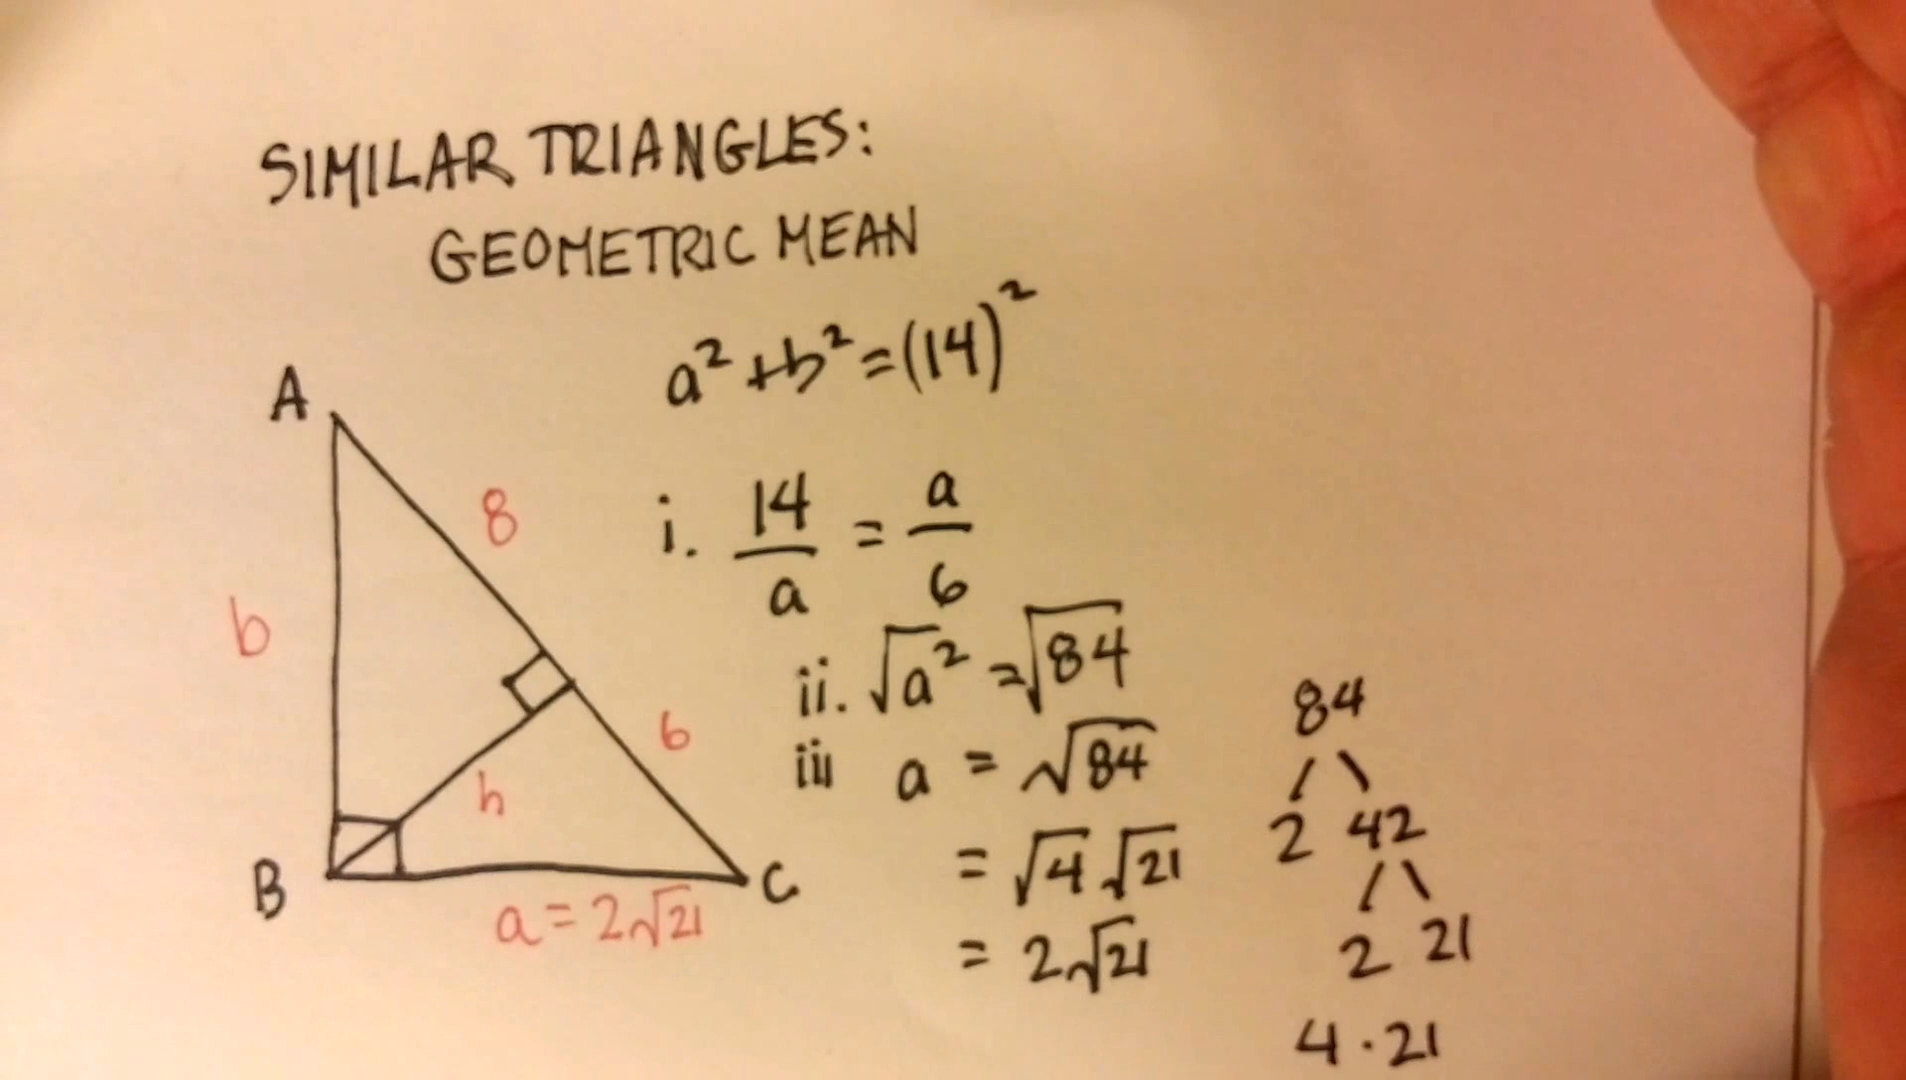 SIMILAR TRIANGLES:
GEOMETRIC MEAN
a² + b² = (14)²
A
8
b
6
h
B
C
a = 2√21
i. 14/a = a/6
ii. √a² = √84
iii a = √84
= √4 √21
= 2√21
84
2 42
2 21
4 · 21